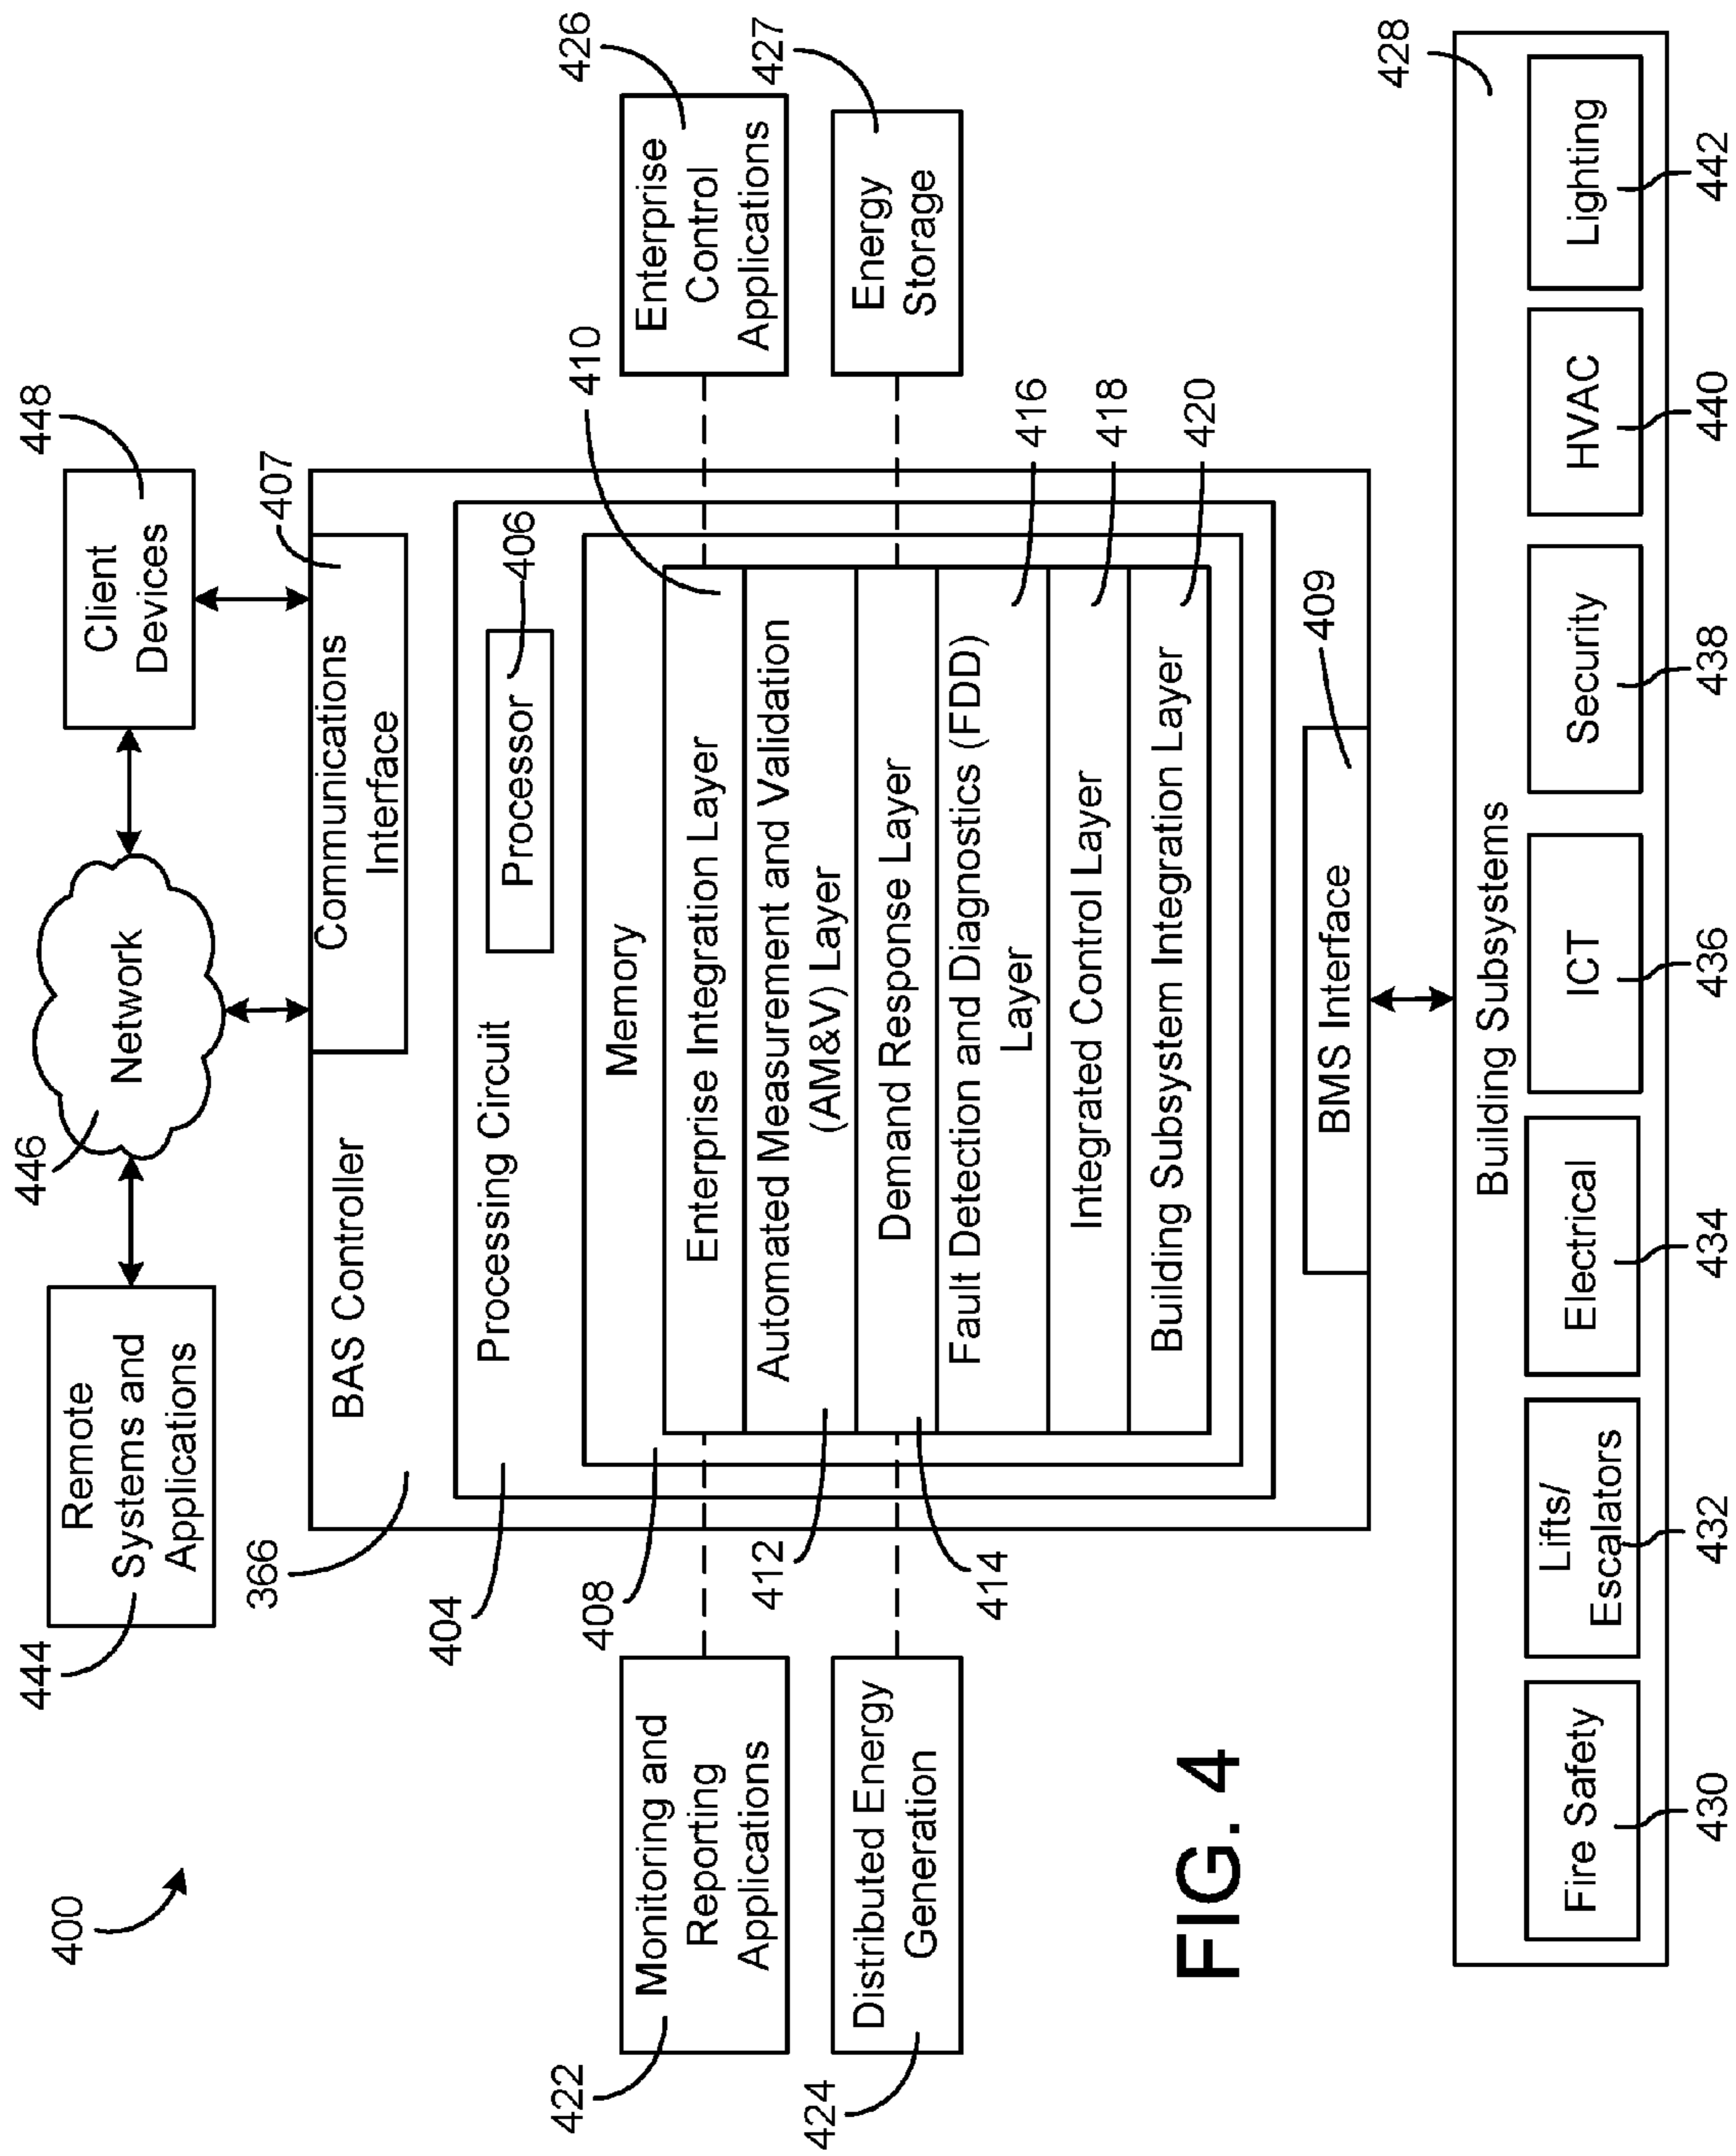 400
444
Remote
Systems and
Applications
446
Network
Client
Devices
448
366
BAS Controller
Communications
Interface
407
404
Processing Circuit
Processor
406
408
Memory
410
Enterprise Integration Layer
Automated Measurement and Validation
(AM&V) Layer
412
Demand Response Layer
414
Fault Detection and Diagnostics (FDD)
Layer
416
Integrated Control Layer
418
Building Subsystem Integration Layer
420
422
Monitoring and
Reporting
Applications
424
Distributed Energy
Generation
Enterprise
Control
Applications
426
Energy
Storage
427
BMS Interface
409
Building Subsystems
428
Fire Safety
430
Lifts/
Escalators
432
Electrical
434
ICT
436
Security
438
HVAC
440
Lighting
442
FIG. 4